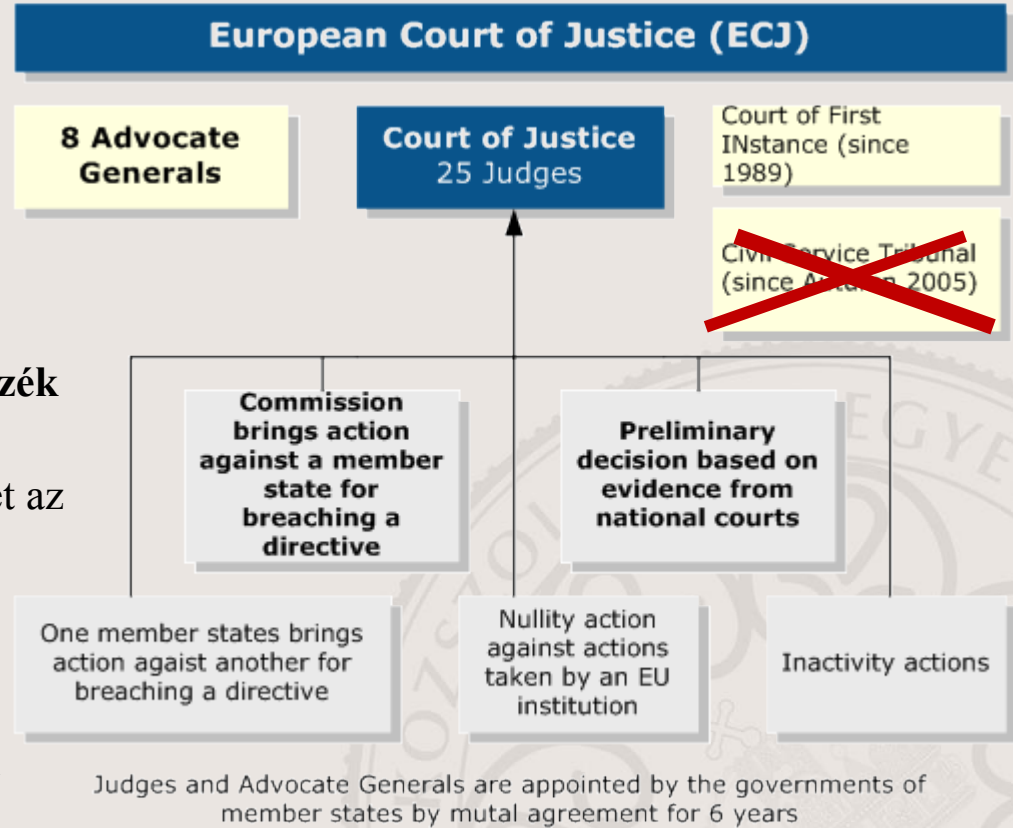 European Court of Justice (ECJ)
8 Advocate
Generals
Court of Justice
25 Judges
Court of First
INstance (since
1989)
Civil Service Tribunal
(since Autumn 2005)
zék
et az
Commission
brings action
against a member
state for
breaching a
directive
Preliminary
decision based on
evidence from
national courts
One member states brings
action agaist another for
breaching a directive
Nullity action
against actions
taken by an EU
institution
Inactivity actions
Judges and Advocate Generals are appointed by the governments of
member states by mutal agreement for 6 years